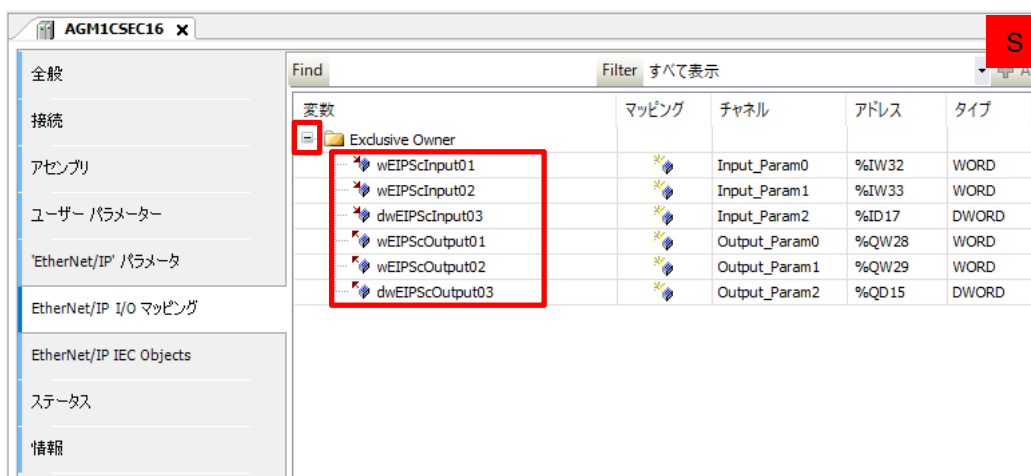 AGM1CSEC16
S
全般
接続
アセンブリ
ユーザー パラメーター
'EtherNet/IP' パラメータ
EtherNet/IP I/O マッピング
EtherNet/IP IEC Objects
ステータス
情報
Find Filter すべて表示 A
変数 マッピング チャネル アドレス タイプ
Exclusive Owner
wEIPScInput01 Input_Param0 %IW32 WORD
wEIPScInput02 Input_Param1 %IW33 WORD
dwEIPScInput03 Input_Param2 %ID17 DWORD
wEIPScOutput01 Output_Param0 %QW28 WORD
wEIPScOutput02 Output_Param1 %QW29 WORD
dwEIPScOutput03 Output_Param2 %QD15 DWORD